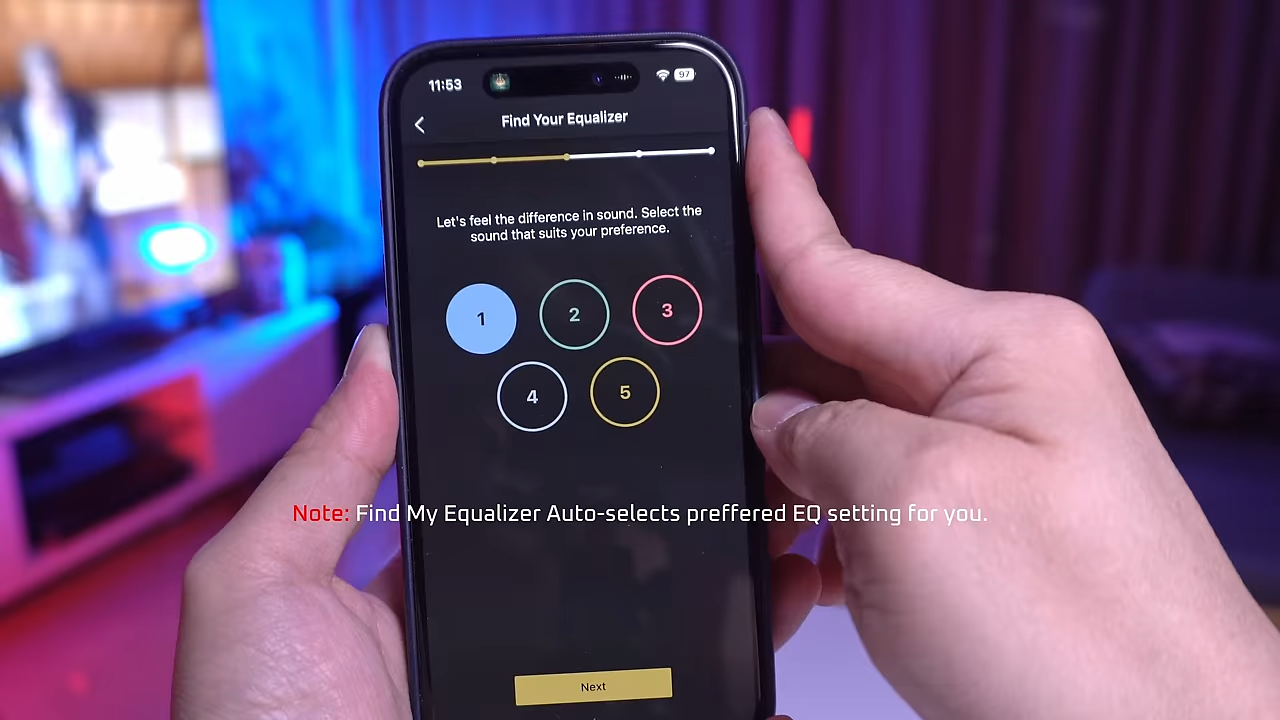 11:53
97
Find Your Equalizer
Let's feel the difference in sound. Select the
sound that suits your preference.
1
2
3
4
5
Note: Find My Equalizer Auto-selects preffered EQ setting for you.
Next